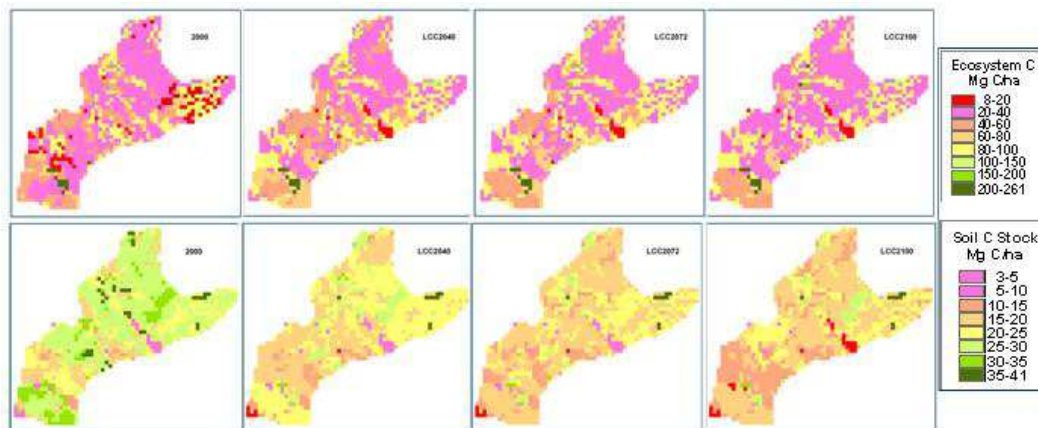 2000
LCC2040
LCC2072
LCC2100
Ecosystem C
Mg C/ha
8-20
20-40
40-60
60-80
80-100
100-150
150-200
200-261
2000
LCC2040
LCC2072
LCC2100
Soil C Stock
Mg C/ha
3-5
5-10
10-15
15-20
20-25
25-30
30-35
35-41